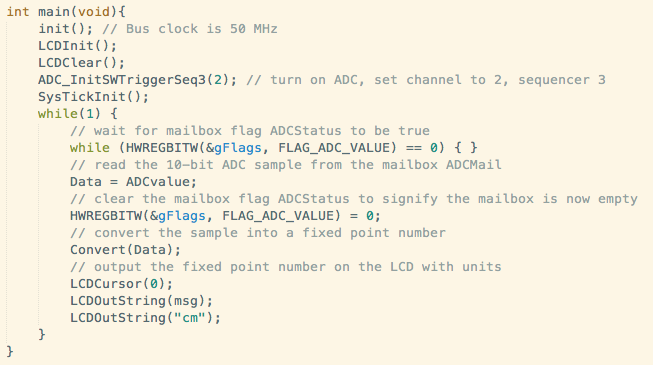 int main(void){
    init(); // Bus clock is 50 MHz
    LCDInit();
    LCDClear();
    ADC_InitSWTriggerSeq3(2); // turn on ADC, set channel to 2, sequencer 3
    SysTickInit();
    while(1) {
        // wait for mailbox flag ADCStatus to be true
        while (HWREGBITW(&gFlags, FLAG_ADC_VALUE) == 0) { }
        // read the 10-bit ADC sample from the mailbox ADCMail
        Data = ADCvalue;
        // clear the mailbox flag ADCStatus to signify the mailbox is now empty
        HWREGBITW(&gFlags, FLAG_ADC_VALUE) = 0;
        // convert the sample into a fixed point number
        Convert(Data);
        // output the fixed point number on the LCD with units
        LCDCursor(0);
        LCDOutString(msg);
        LCDOutString("cm");
    }
}